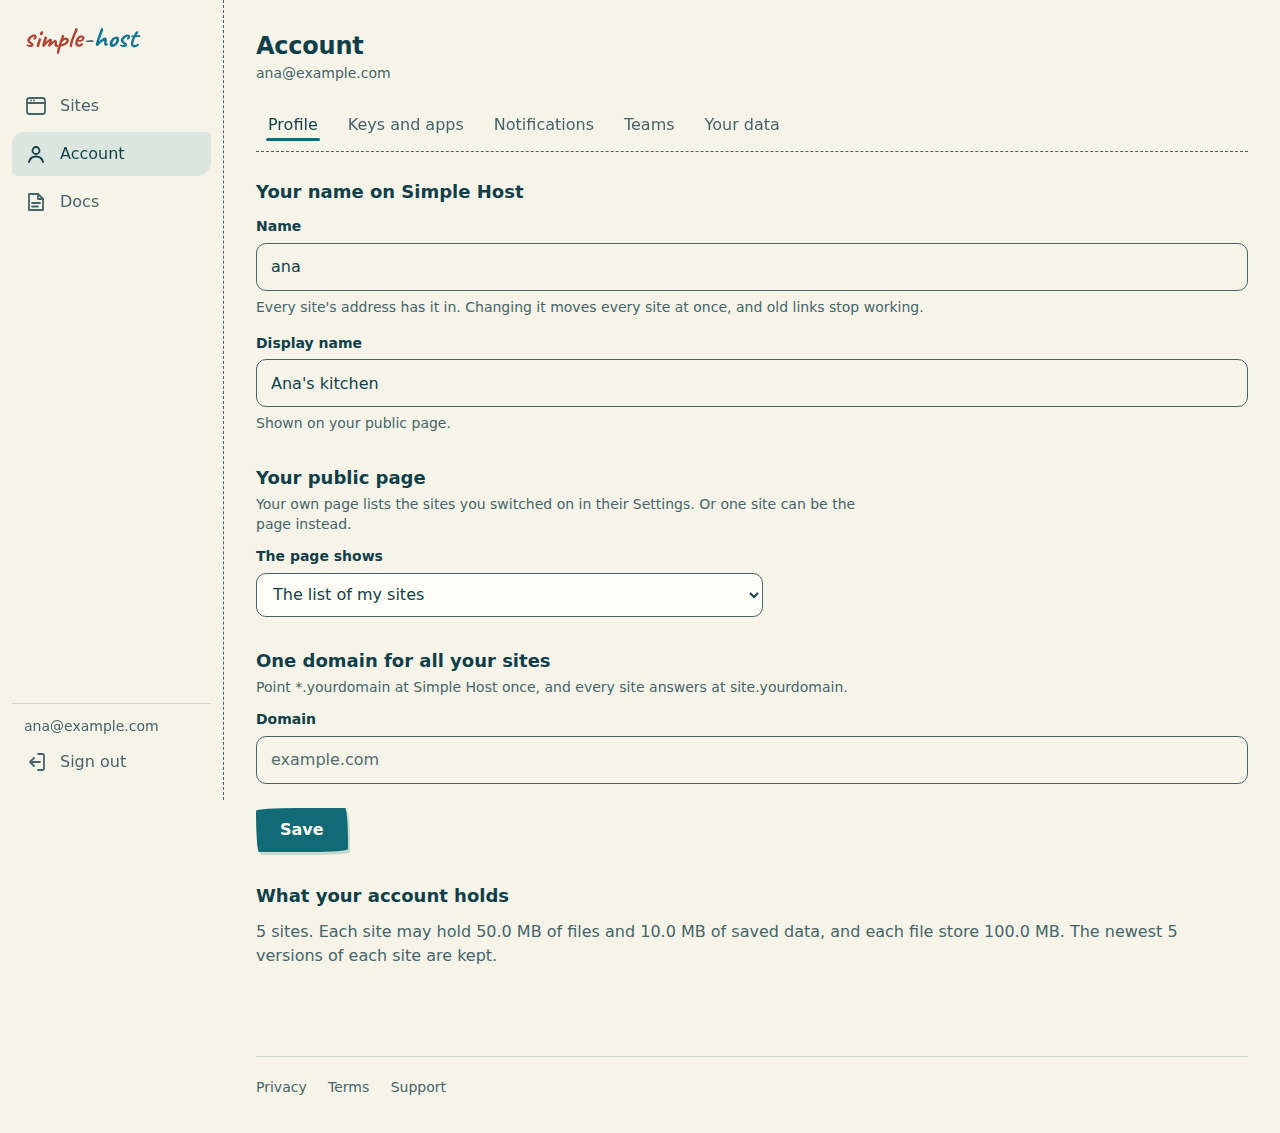 simple-host
Sites
Account
Docs
ana@example.com
Sign out
Account
ana@example.com
Profile Keys and apps Notifications Teams Your data
Your name on Simple Host
Name
ana
Every site's address has it in. Changing it moves every site at once, and old links stop working.
Display name
Ana's kitchen
Shown on your public page.
Your public page
Your own page lists the sites you switched on in their Settings. Or one site can be the
page instead.
The page shows
The list of my sites
One domain for all your sites
Point *.yourdomain at Simple Host once, and every site answers at site.yourdomain.
Domain
example.com
Save
What your account holds
5 sites. Each site may hold 50.0 MB of files and 10.0 MB of saved data, and each file store 100.0 MB. The newest 5
versions of each site are kept.
Privacy Terms Support